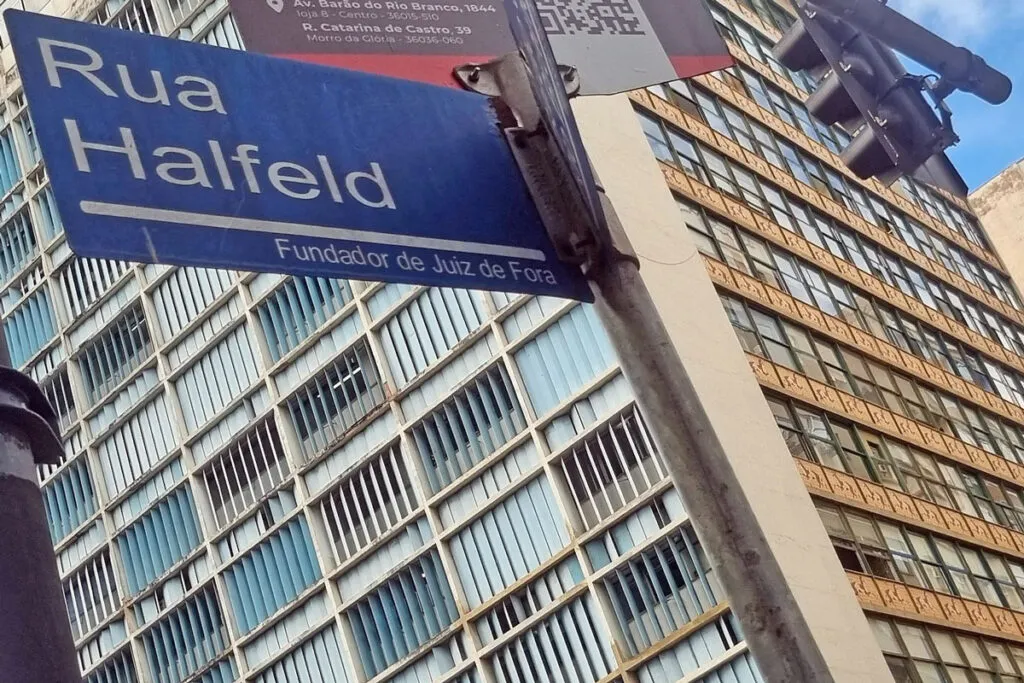 Av. Barão do Rio Branco, 1844
loja B - Centro - 36015-510
R. Catarina de Castro, 39
Morro da Glória - 36036-060
Rua
Halfeld
Fundador de Juiz de Fora